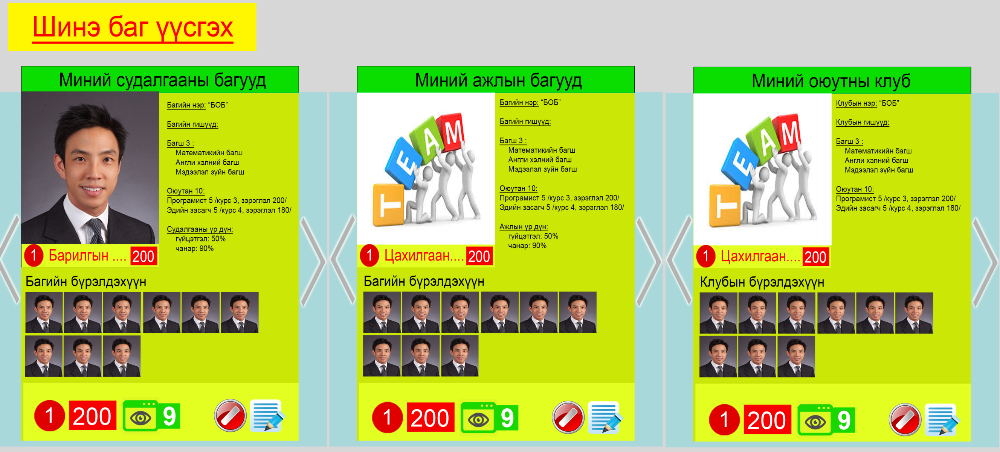 Шинэ баг үүсгэх
Миний судалгааны багууд
Багийн нэр: “БОБ”
Багийн гишүүд:
Багш 3 :
Математикийн багш
Англи хэлний багш
Мэдээлэл зүйн багш
Оюутан 10:
Програмист 5 /курс 3, зэрэглэл 200/
Эдийн засагч 5 /курс 4, зэрэглэл 180/
Судалгааны үр дүн:
гүйцэтгэл: 50%
чанар: 90%
1 Барилгын .... 200
Багийн бүрэлдэхүүн
1 200 9
Миний ажлын багууд
TEAM
Багийн нэр: “БОБ”
Багийн гишүүд:
Багш 3 :
Математикийн багш
Англи хэлний багш
Мэдээлэл зүйн багш
Оюутан 10:
Програмист 5 /курс 3, зэрэглэл 200/
Эдийн засагч 5 /курс 4, зэрэглэл 180/
Ажлын үр дүн:
гүйцэтгэл: 50%
чанар: 90%
1 Цахилгаан.... 200
Багийн бүрэлдэхүүн
1 200 9
Миний оюутны клуб
TEAM
Клубын нэр: “БОБ”
Клубын гишүүд:
Багш 3 :
Математикийн багш
Англи хэлний багш
Мэдээлэл зүйн багш
Оюутан 10:
Програмист 5 /курс 3, зэрэглэл 200/
Эдийн засагч 5 /курс 4, зэрэглэл 180/
1 Цахилгаан.... 200
Клубын бүрэлдэхүүн
1 200 9